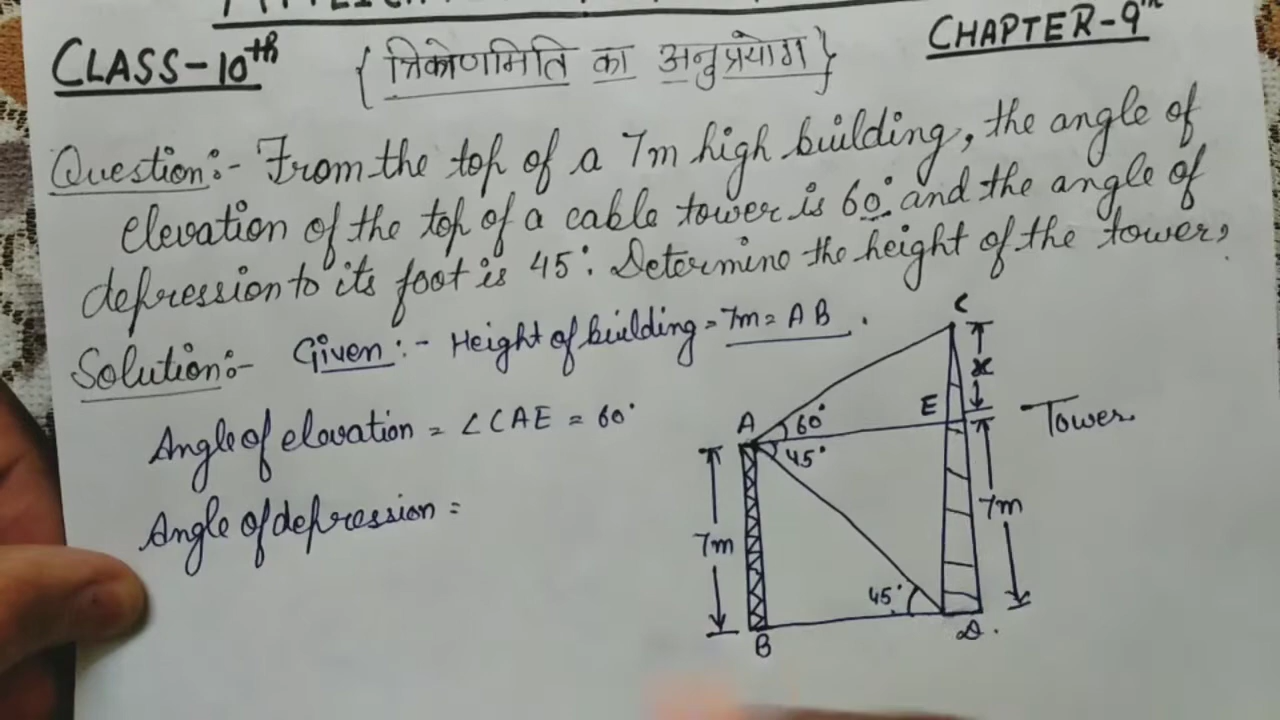 CLASS-10th
{त्रिकोणमिति का अनुप्रयोग}
CHAPTER-9th
Question:- From the top of a 7m high building, the angle of
elevation of the top of a cable tower is 60° and the angle of
depression to its foot is 45°. Determine the height of the tower,
Solution:- Given:- Height of building = 7m = AB.
Angle of elevation = ∠CAE = 60°
Angle of depression =
C
x
E
Tower
A
60°
45°
7m
7m
45°
B
D.